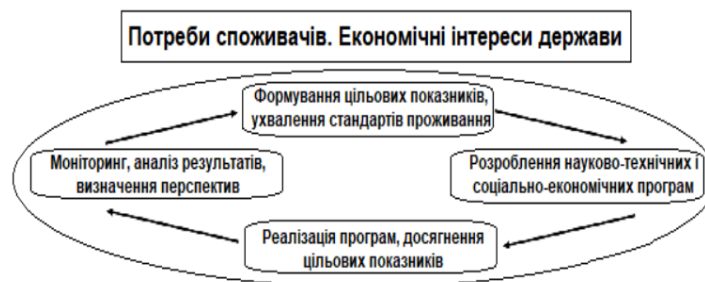 Потреби споживачів. Економічні інтереси держави
Формування цільових показників,
ухвалення стандартів проживання
Моніторинг, аналіз результатів,
визначення перспектив
Розроблення науково-технічних і
соціально-економічних програм
Реалізація програм, досягнення
цільових показників